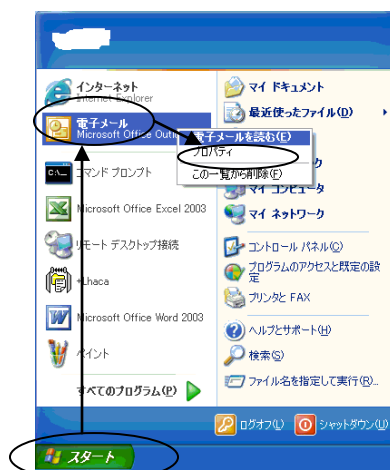 インターネット
Internet Explorer
電子メール
Microsoft Office Outlo
コマンド プロンプト
Microsoft Office Excel 2003
リモート デスクトップ接続
+Lhaca
Microsoft Office Word 2003
ペイント
すべてのプログラム(P)
マイ ドキュメント
最近使ったファイル(D)
電子メールを読む(E)
プロパティ
この一覧から削除(F)
ク
マイ コンピュータ
マイ ネットワーク
コントロール パネル(C)
プログラムのアクセスと既定の設
定
プリンタと FAX
ヘルプとサポート(H)
検索(S)
ファイル名を指定して実行(R)...
ログオフ(L)
シャットダウン(U)
スタート